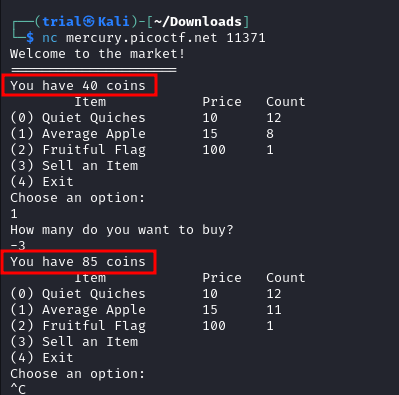 ┌──(trial㉿Kali)-[~/Downloads]
└─$ nc mercury.picoctf.net 11371
Welcome to the market!
=====================
You have 40 coins
        Item            Price   Count
(0) Quiet Quiches       10      12
(1) Average Apple       15      8
(2) Fruitful Flag       100     1
(3) Sell an Item
(4) Exit
Choose an option:
1
How many do you want to buy?
-3
You have 85 coins
        Item            Price   Count
(0) Quiet Quiches       10      12
(1) Average Apple       15      11
(2) Fruitful Flag       100     1
(3) Sell an Item
(4) Exit
Choose an option:
^C